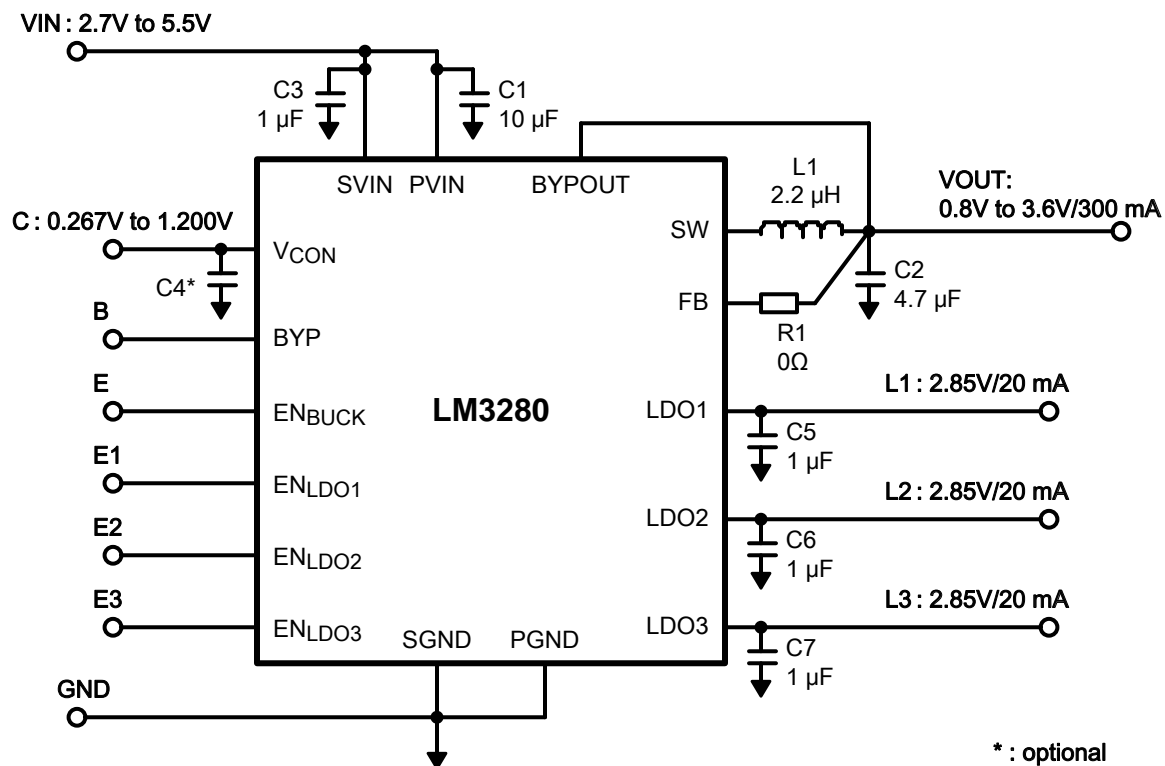 VIN : 2.7V to 5.5V
C3
1 µF
C1
10 µF
SVIN PVIN BYPOUT
L1
2.2 µH
VOUT:
0.8V to 3.6V/300 mA
C : 0.267V to 1.200V
SW
VCON
C4*
C2
4.7 µF
FB
R1
0Ω
B
BYP
E
ENBUCK
LM3280
LDO1
L1 : 2.85V/20 mA
C5
1 µF
E1
ENLDO1
LDO2
L2 : 2.85V/20 mA
C6
1 µF
E2
ENLDO2
E3
ENLDO3
LDO3
L3 : 2.85V/20 mA
C7
1 µF
SGND PGND
GND
* : optional